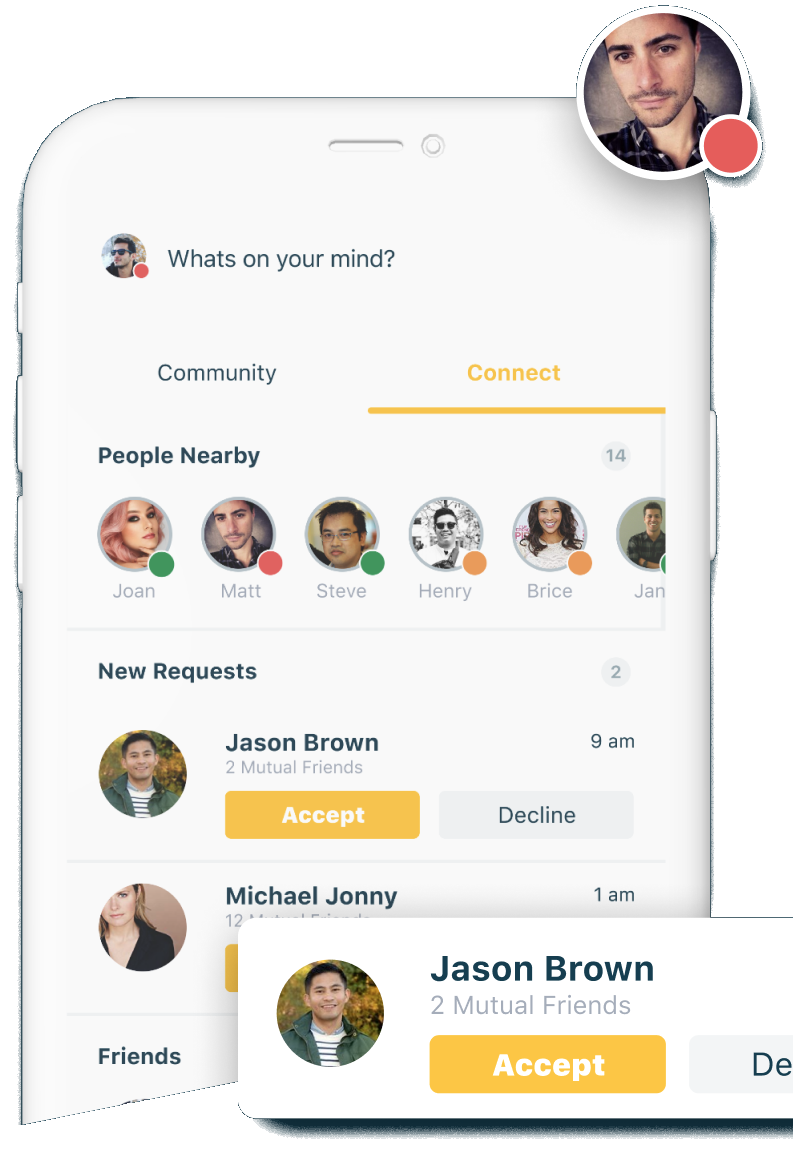 Whats on your mind?
Community
Connect
People Nearby
14
Joan
Matt
Steve
Henry
Brice
Jan
New Requests
2
Jason Brown
9 am
2 Mutual Friends
Accept
Decline
Michael Jonny
1 am
12 Mutual Friends
Jason Brown
2 Mutual Friends
Accept
De
Friends